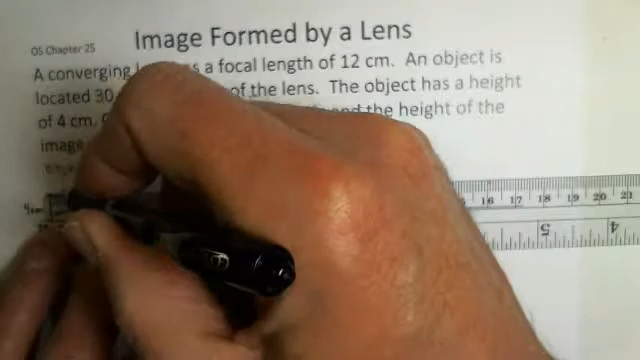 Image Formed by a Lens
OS Chapter 25
A converging s a focal length of 12 cm. An object is
located 30 of the lens. The object has a height
of 4 cm. and the height of the
image
4cm
16 17 18 19 20 21
5 4